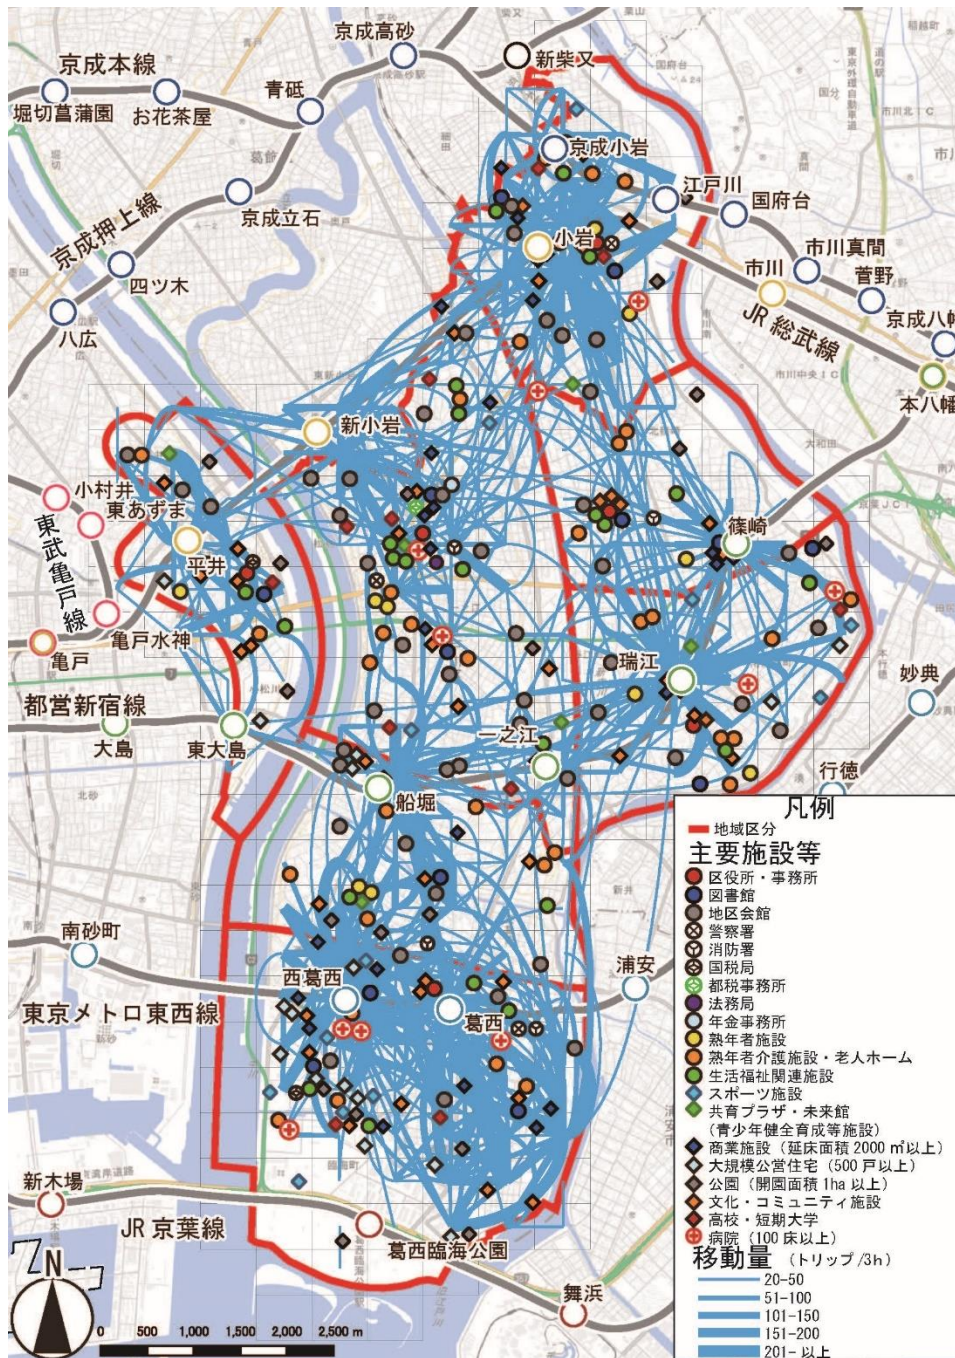 京成高砂
新柴又
京成本線
青砥
堀切菖蒲園
お花茶屋
京成小岩
江戸川
国府台
京成立石
小岩
京成押上線
四ツ木
市川真間
市川
菅野
八広
JR 総武線
京成八幡
本八幡
新小岩
小村井
東あずま
東武亀戸線
平井
篠崎
亀戸水神
亀戸
瑞江
妙典
都営新宿線
大島
東大島
一之江
船堀
行徳
南砂町
西葛西
葛西
浦安
東京メトロ東西線
新木場
JR 京葉線
葛西臨海公園
舞浜
N
0 500 1,000 1,500 2,000 2,500 m
凡例
地域区分
主要施設等
区役所・事務所
図書館
地区会館
警察署
消防署
国税局
都税事務所
法務局
年金事務所
熟年者施設
熟年者介護施設・老人ホーム
生活福祉関連施設
スポーツ施設
共育プラザ・未来館
（青少年健全育成等施設）
商業施設（延床面積 2000 ㎡以上）
大規模公営住宅（500 戸以上）
公園（開園面積 1ha 以上）
文化・コミュニティ施設
高校・短期大学
病院（100 床以上）
移動量（トリップ/3h）
20-50
51-100
101-150
151-200
201- 以上